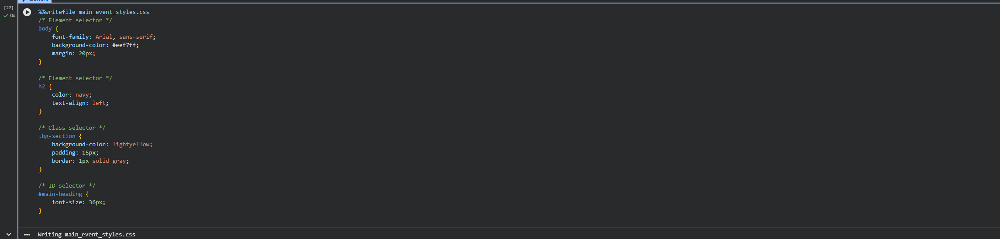 Gemini
[27]
0s
%%writefile main_event_styles.css
/* Element selector */
body {
    font-family: Arial, sans-serif;
    background-color: #eef7ff;
    margin: 20px;
}

/* Element selector */
h2 {
    color: navy;
    text-align: left;
}

/* Class selector */
.bg-section {
    background-color: lightyellow;
    padding: 15px;
    border: 1px solid gray;
}

/* ID selector */
#main-heading {
    font-size: 36px;
}

Writing main_event_styles.css